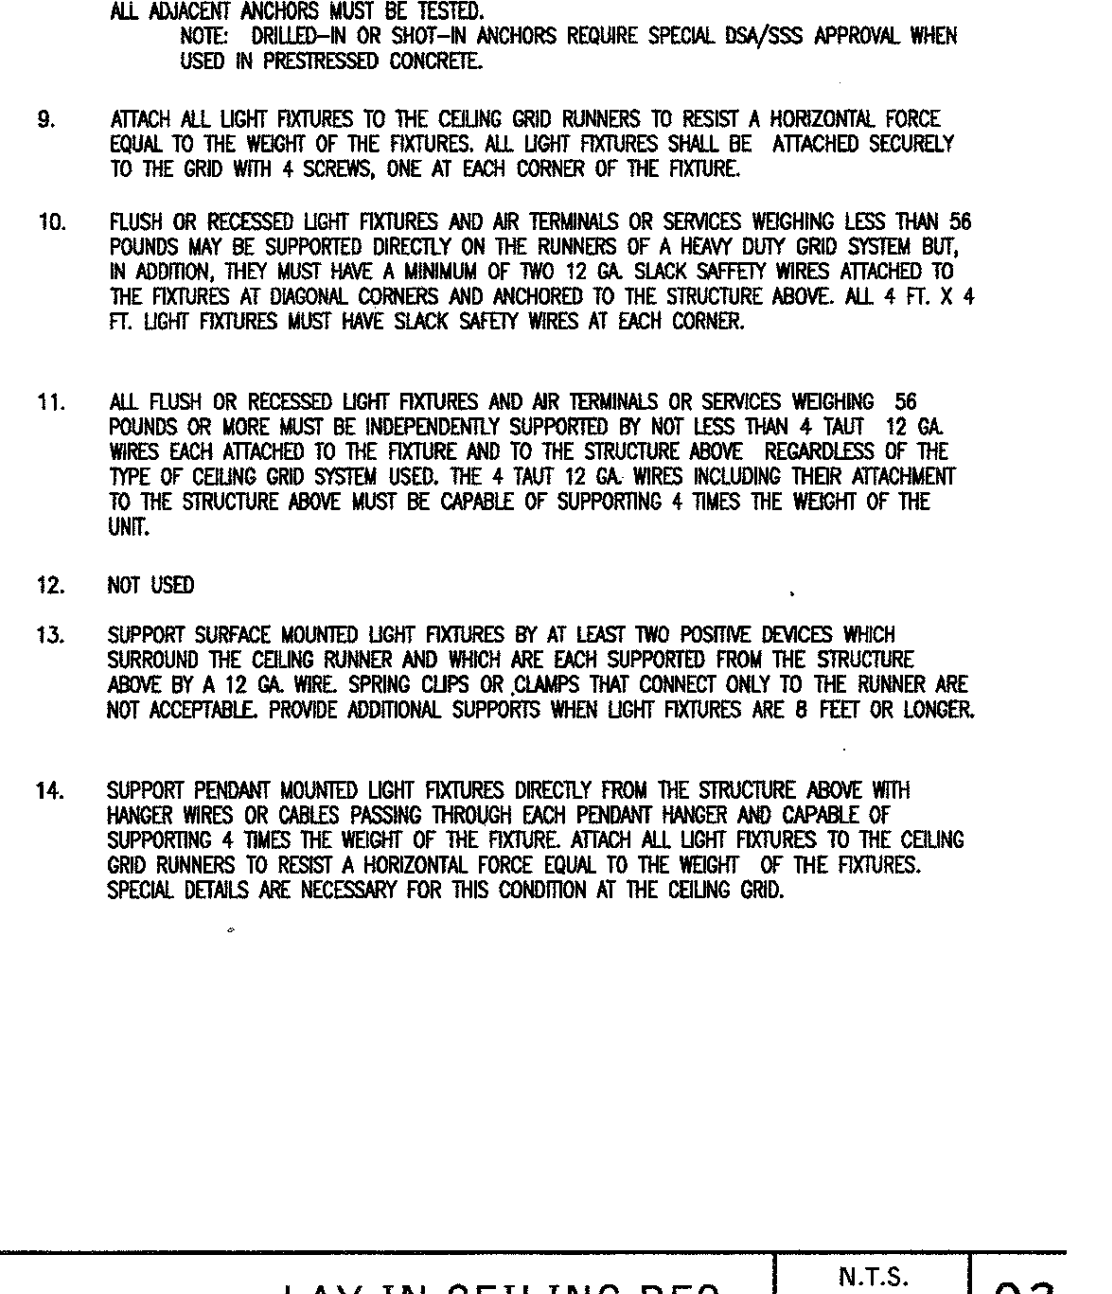 ALL ADJACENT ANCHORS MUST BE TESTED.
NOTE: DRILLED-IN OR SHOT-IN ANCHORS REQUIRE SPECIAL DSA/SSS APPROVAL WHEN
USED IN PRESTRESSED CONCRETE.
9. ATTACH ALL LIGHT FIXTURES TO THE CEILING GRID RUNNERS TO RESIST A HORIZONTAL FORCE
EQUAL TO THE WEIGHT OF THE FIXTURES. ALL LIGHT FIXTURES SHALL BE ATTACHED SECURELY
TO THE GRID WITH 4 SCREWS, ONE AT EACH CORNER OF THE FIXTURE.
10. FLUSH OR RECESSED LIGHT FIXTURES AND AIR TERMINALS OR SERVICES WEIGHING LESS THAN 56
POUNDS MAY BE SUPPORTED DIRECTLY ON THE RUNNERS OF A HEAVY DUTY GRID SYSTEM BUT,
IN ADDITION, THEY MUST HAVE A MINIMUM OF TWO 12 GA. SLACK SAFFETY WIRES ATTACHED TO
THE FIXTURES AT DIAGONAL CORNERS AND ANCHORED TO THE STRUCTURE ABOVE. ALL 4 FT. X 4
FT. LIGHT FIXTURES MUST HAVE SLACK SAFETY WIRES AT EACH CORNER.
11. ALL FLUSH OR RECESSED LIGHT FIXTURES AND AIR TERMINALS OR SERVICES WEIGHING 56
POUNDS OR MORE MUST BE INDEPENDENTLY SUPPORTED BY NOT LESS THAN 4 TAUT 12 GA.
WIRES EACH ATTACHED TO THE FIXTURE AND TO THE STRUCTURE ABOVE REGARDLESS OF THE
TYPE OF CEILING GRID SYSTEM USED. THE 4 TAUT 12 GA. WIRES INCLUDING THEIR ATTACHMENT
TO THE STRUCTURE ABOVE MUST BE CAPABLE OF SUPPORTING 4 TIMES THE WEIGHT OF THE
UNIT.
12. NOT USED
13. SUPPORT SURFACE MOUNTED LIGHT FIXTURES BY AT LEAST TWO POSITIVE DEVICES WHICH
SURROUND THE CEILING RUNNER AND WHICH ARE EACH SUPPORTED FROM THE STRUCTURE
ABOVE BY A 12 GA. WIRE. SPRING CLIPS OR CLAMPS THAT CONNECT ONLY TO THE RUNNER ARE
NOT ACCEPTABLE. PROVIDE ADDITIONAL SUPPORTS WHEN LIGHT FIXTURES ARE 8 FEET OR LONGER.
14. SUPPORT PENDANT MOUNTED LIGHT FIXTURES DIRECTLY FROM THE STRUCTURE ABOVE WITH
HANGER WIRES OR CABLES PASSING THROUGH EACH PENDANT HANGER AND CAPABLE OF
SUPPORTING 4 TIMES THE WEIGHT OF THE FIXTURE. ATTACH ALL LIGHT FIXTURES TO THE CEILING
GRID RUNNERS TO RESIST A HORIZONTAL FORCE EQUAL TO THE WEIGHT OF THE FIXTURES.
SPECIAL DETAILS ARE NECESSARY FOR THIS CONDITION AT THE CEILING GRID.
N.T.S.
LAY IN CEILING